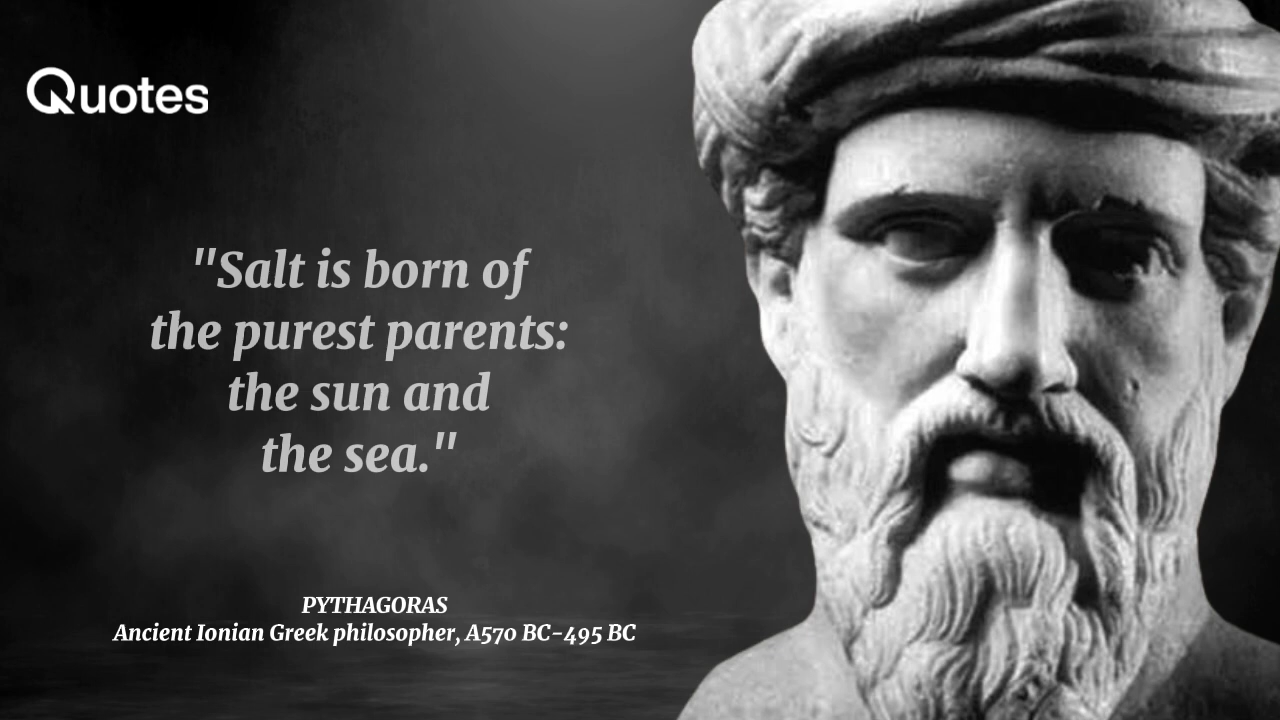 Quotes
"Salt is born of
the purest parents:
the sun and
the sea."
PYTHAGORAS
Ancient Ionian Greek philosopher, A570 BC–495 BC